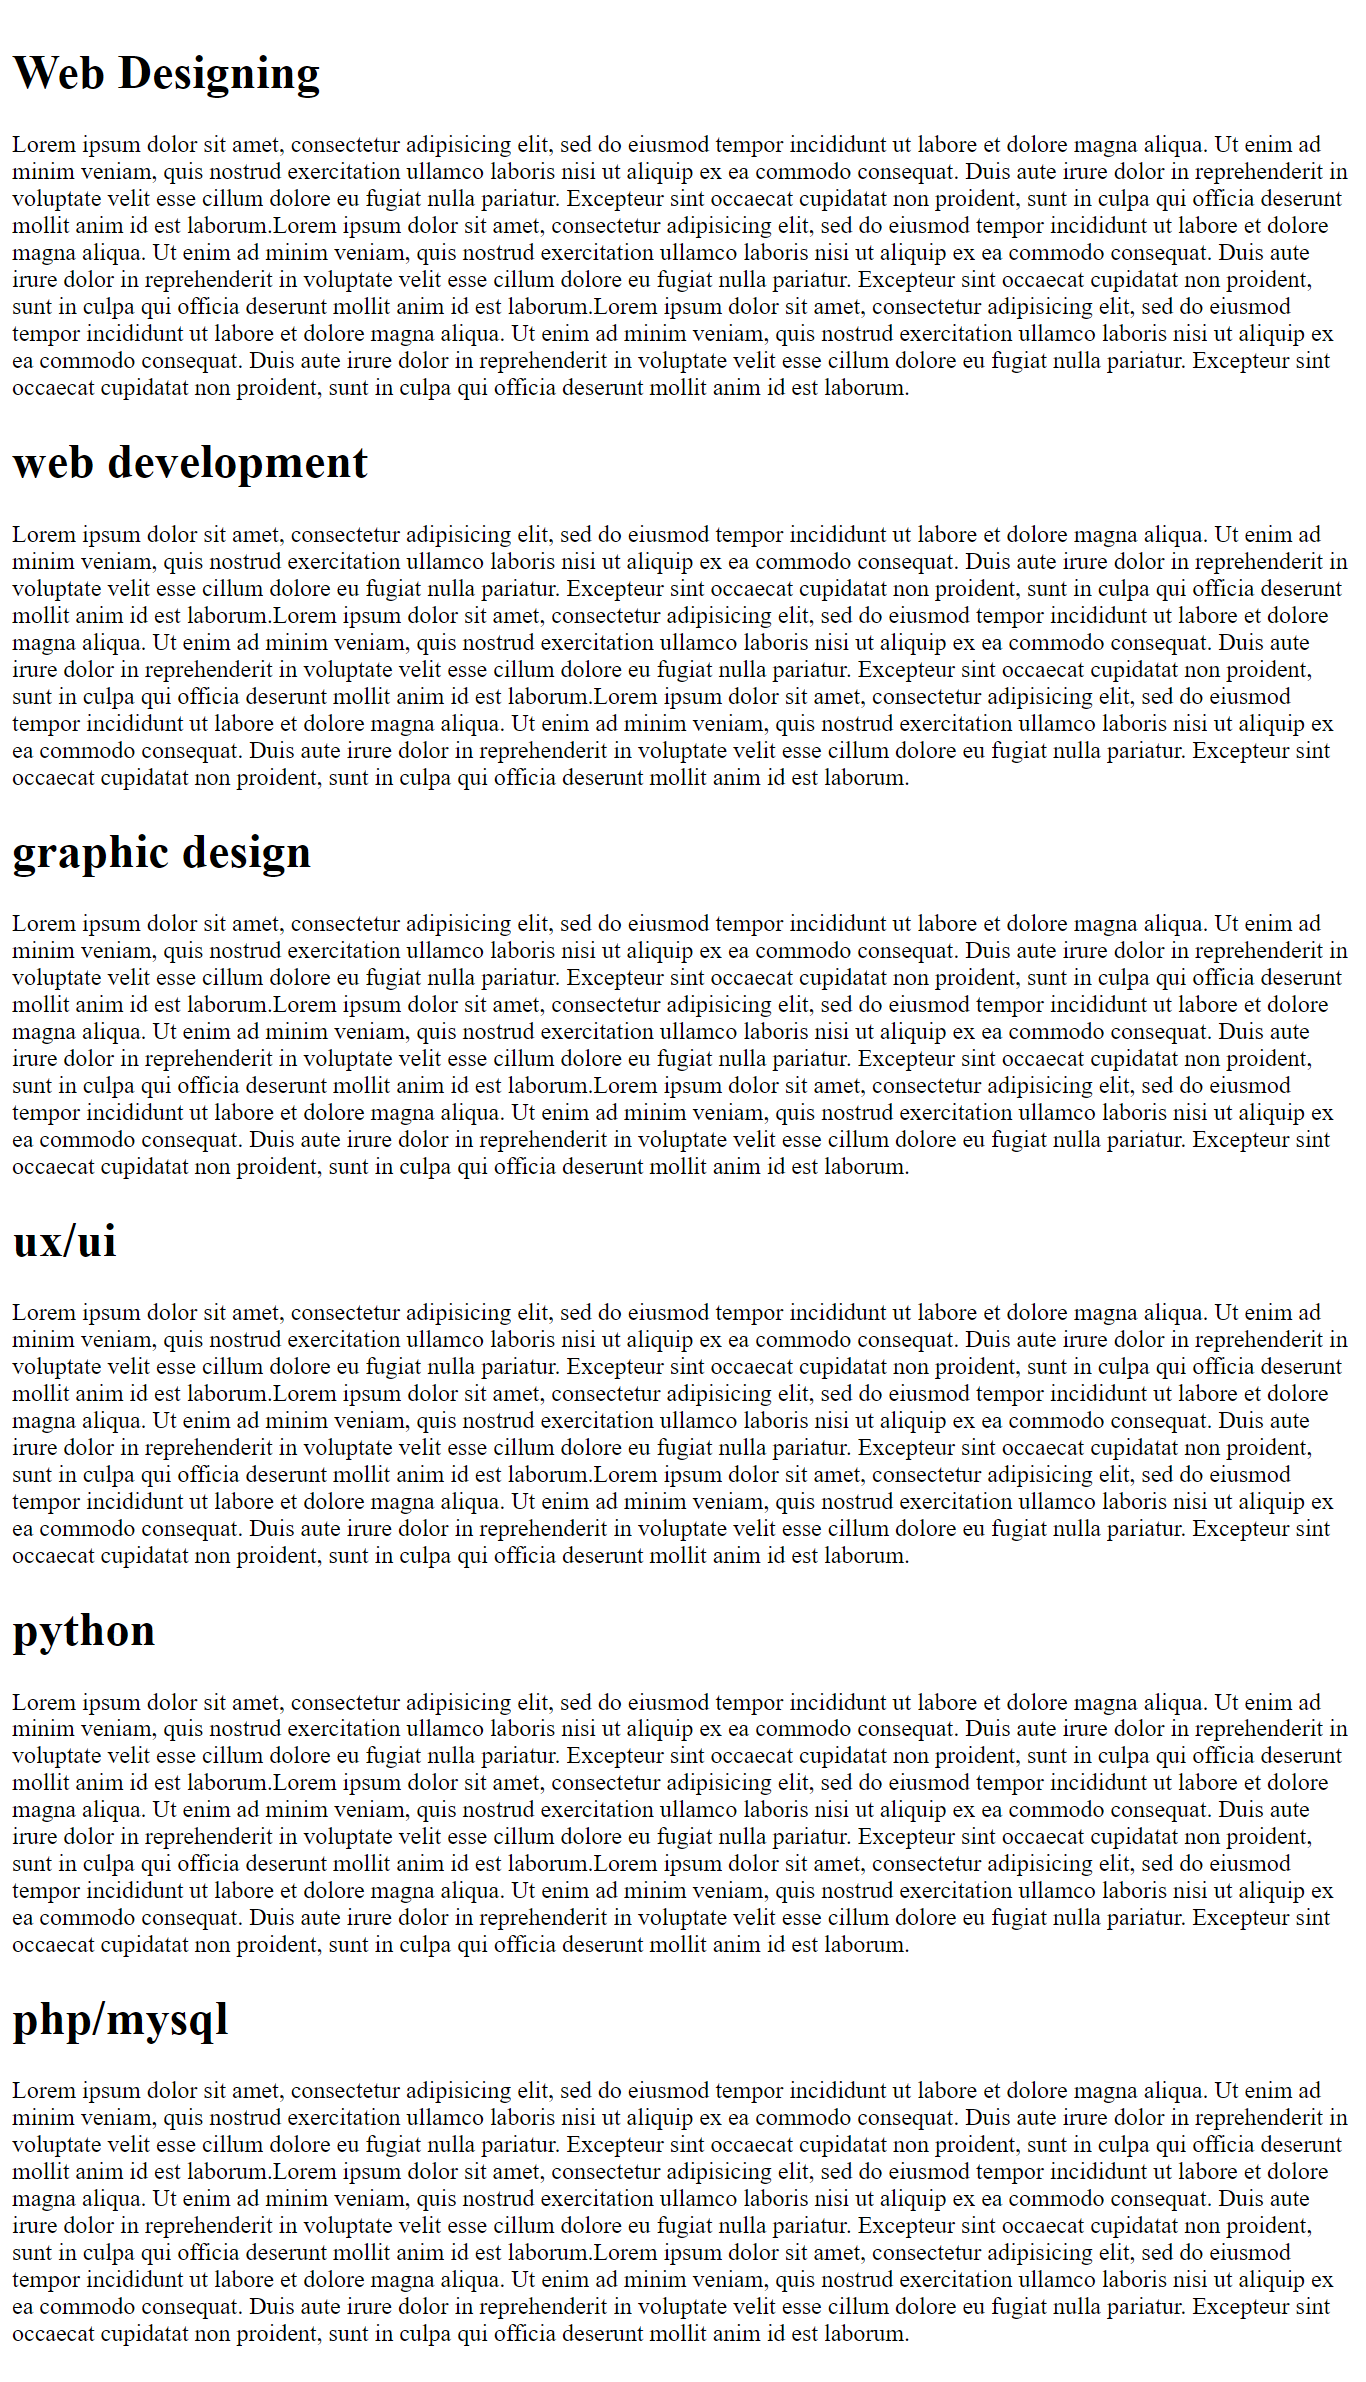 Web Designing
Lorem ipsum dolor sit amet, consectetur adipisicing elit, sed do eiusmod tempor incididunt ut labore et dolore magna aliqua. Ut enim ad
minim veniam, quis nostrud exercitation ullamco laboris nisi ut aliquip ex ea commodo consequat. Duis aute irure dolor in reprehenderit in
voluptate velit esse cillum dolore eu fugiat nulla pariatur. Excepteur sint occaecat cupidatat non proident, sunt in culpa qui officia deserunt
mollit anim id est laborum.Lorem ipsum dolor sit amet, consectetur adipisicing elit, sed do eiusmod tempor incididunt ut labore et dolore
magna aliqua. Ut enim ad minim veniam, quis nostrud exercitation ullamco laboris nisi ut aliquip ex ea commodo consequat. Duis aute
irure dolor in reprehenderit in voluptate velit esse cillum dolore eu fugiat nulla pariatur. Excepteur sint occaecat cupidatat non proident,
sunt in culpa qui officia deserunt mollit anim id est laborum.Lorem ipsum dolor sit amet, consectetur adipisicing elit, sed do eiusmod
tempor incididunt ut labore et dolore magna aliqua. Ut enim ad minim veniam, quis nostrud exercitation ullamco laboris nisi ut aliquip ex
ea commodo consequat. Duis aute irure dolor in reprehenderit in voluptate velit esse cillum dolore eu fugiat nulla pariatur. Excepteur sint
occaecat cupidatat non proident, sunt in culpa qui officia deserunt mollit anim id est laborum.
web development
Lorem ipsum dolor sit amet, consectetur adipisicing elit, sed do eiusmod tempor incididunt ut labore et dolore magna aliqua. Ut enim ad
minim veniam, quis nostrud exercitation ullamco laboris nisi ut aliquip ex ea commodo consequat. Duis aute irure dolor in reprehenderit in
voluptate velit esse cillum dolore eu fugiat nulla pariatur. Excepteur sint occaecat cupidatat non proident, sunt in culpa qui officia deserunt
mollit anim id est laborum.Lorem ipsum dolor sit amet, consectetur adipisicing elit, sed do eiusmod tempor incididunt ut labore et dolore
magna aliqua. Ut enim ad minim veniam, quis nostrud exercitation ullamco laboris nisi ut aliquip ex ea commodo consequat. Duis aute
irure dolor in reprehenderit in voluptate velit esse cillum dolore eu fugiat nulla pariatur. Excepteur sint occaecat cupidatat non proident,
sunt in culpa qui officia deserunt mollit anim id est laborum.Lorem ipsum dolor sit amet, consectetur adipisicing elit, sed do eiusmod
tempor incididunt ut labore et dolore magna aliqua. Ut enim ad minim veniam, quis nostrud exercitation ullamco laboris nisi ut aliquip ex
ea commodo consequat. Duis aute irure dolor in reprehenderit in voluptate velit esse cillum dolore eu fugiat nulla pariatur. Excepteur sint
occaecat cupidatat non proident, sunt in culpa qui officia deserunt mollit anim id est laborum.
graphic design
Lorem ipsum dolor sit amet, consectetur adipisicing elit, sed do eiusmod tempor incididunt ut labore et dolore magna aliqua. Ut enim ad
minim veniam, quis nostrud exercitation ullamco laboris nisi ut aliquip ex ea commodo consequat. Duis aute irure dolor in reprehenderit in
voluptate velit esse cillum dolore eu fugiat nulla pariatur. Excepteur sint occaecat cupidatat non proident, sunt in culpa qui officia deserunt
mollit anim id est laborum.Lorem ipsum dolor sit amet, consectetur adipisicing elit, sed do eiusmod tempor incididunt ut labore et dolore
magna aliqua. Ut enim ad minim veniam, quis nostrud exercitation ullamco laboris nisi ut aliquip ex ea commodo consequat. Duis aute
irure dolor in reprehenderit in voluptate velit esse cillum dolore eu fugiat nulla pariatur. Excepteur sint occaecat cupidatat non proident,
sunt in culpa qui officia deserunt mollit anim id est laborum.Lorem ipsum dolor sit amet, consectetur adipisicing elit, sed do eiusmod
tempor incididunt ut labore et dolore magna aliqua. Ut enim ad minim veniam, quis nostrud exercitation ullamco laboris nisi ut aliquip ex
ea commodo consequat. Duis aute irure dolor in reprehenderit in voluptate velit esse cillum dolore eu fugiat nulla pariatur. Excepteur sint
occaecat cupidatat non proident, sunt in culpa qui officia deserunt mollit anim id est laborum.
ux/ui
Lorem ipsum dolor sit amet, consectetur adipisicing elit, sed do eiusmod tempor incididunt ut labore et dolore magna aliqua. Ut enim ad
minim veniam, quis nostrud exercitation ullamco laboris nisi ut aliquip ex ea commodo consequat. Duis aute irure dolor in reprehenderit in
voluptate velit esse cillum dolore eu fugiat nulla pariatur. Excepteur sint occaecat cupidatat non proident, sunt in culpa qui officia deserunt
mollit anim id est laborum.Lorem ipsum dolor sit amet, consectetur adipisicing elit, sed do eiusmod tempor incididunt ut labore et dolore
magna aliqua. Ut enim ad minim veniam, quis nostrud exercitation ullamco laboris nisi ut aliquip ex ea commodo consequat. Duis aute
irure dolor in reprehenderit in voluptate velit esse cillum dolore eu fugiat nulla pariatur. Excepteur sint occaecat cupidatat non proident,
sunt in culpa qui officia deserunt mollit anim id est laborum.Lorem ipsum dolor sit amet, consectetur adipisicing elit, sed do eiusmod
tempor incididunt ut labore et dolore magna aliqua. Ut enim ad minim veniam, quis nostrud exercitation ullamco laboris nisi ut aliquip ex
ea commodo consequat. Duis aute irure dolor in reprehenderit in voluptate velit esse cillum dolore eu fugiat nulla pariatur. Excepteur sint
occaecat cupidatat non proident, sunt in culpa qui officia deserunt mollit anim id est laborum.
python
Lorem ipsum dolor sit amet, consectetur adipisicing elit, sed do eiusmod tempor incididunt ut labore et dolore magna aliqua. Ut enim ad
minim veniam, quis nostrud exercitation ullamco laboris nisi ut aliquip ex ea commodo consequat. Duis aute irure dolor in reprehenderit in
voluptate velit esse cillum dolore eu fugiat nulla pariatur. Excepteur sint occaecat cupidatat non proident, sunt in culpa qui officia deserunt
mollit anim id est laborum.Lorem ipsum dolor sit amet, consectetur adipisicing elit, sed do eiusmod tempor incididunt ut labore et dolore
magna aliqua. Ut enim ad minim veniam, quis nostrud exercitation ullamco laboris nisi ut aliquip ex ea commodo consequat. Duis aute
irure dolor in reprehenderit in voluptate velit esse cillum dolore eu fugiat nulla pariatur. Excepteur sint occaecat cupidatat non proident,
sunt in culpa qui officia deserunt mollit anim id est laborum.Lorem ipsum dolor sit amet, consectetur adipisicing elit, sed do eiusmod
tempor incididunt ut labore et dolore magna aliqua. Ut enim ad minim veniam, quis nostrud exercitation ullamco laboris nisi ut aliquip ex
ea commodo consequat. Duis aute irure dolor in reprehenderit in voluptate velit esse cillum dolore eu fugiat nulla pariatur. Excepteur sint
occaecat cupidatat non proident, sunt in culpa qui officia deserunt mollit anim id est laborum.
php/mysql
Lorem ipsum dolor sit amet, consectetur adipisicing elit, sed do eiusmod tempor incididunt ut labore et dolore magna aliqua. Ut enim ad
minim veniam, quis nostrud exercitation ullamco laboris nisi ut aliquip ex ea commodo consequat. Duis aute irure dolor in reprehenderit in
voluptate velit esse cillum dolore eu fugiat nulla pariatur. Excepteur sint occaecat cupidatat non proident, sunt in culpa qui officia deserunt
mollit anim id est laborum.Lorem ipsum dolor sit amet, consectetur adipisicing elit, sed do eiusmod tempor incididunt ut labore et dolore
magna aliqua. Ut enim ad minim veniam, quis nostrud exercitation ullamco laboris nisi ut aliquip ex ea commodo consequat. Duis aute
irure dolor in reprehenderit in voluptate velit esse cillum dolore eu fugiat nulla pariatur. Excepteur sint occaecat cupidatat non proident,
sunt in culpa qui officia deserunt mollit anim id est laborum.Lorem ipsum dolor sit amet, consectetur adipisicing elit, sed do eiusmod
tempor incididunt ut labore et dolore magna aliqua. Ut enim ad minim veniam, quis nostrud exercitation ullamco laboris nisi ut aliquip ex
ea commodo consequat. Duis aute irure dolor in reprehenderit in voluptate velit esse cillum dolore eu fugiat nulla pariatur. Excepteur sint
occaecat cupidatat non proident, sunt in culpa qui officia deserunt mollit anim id est laborum.